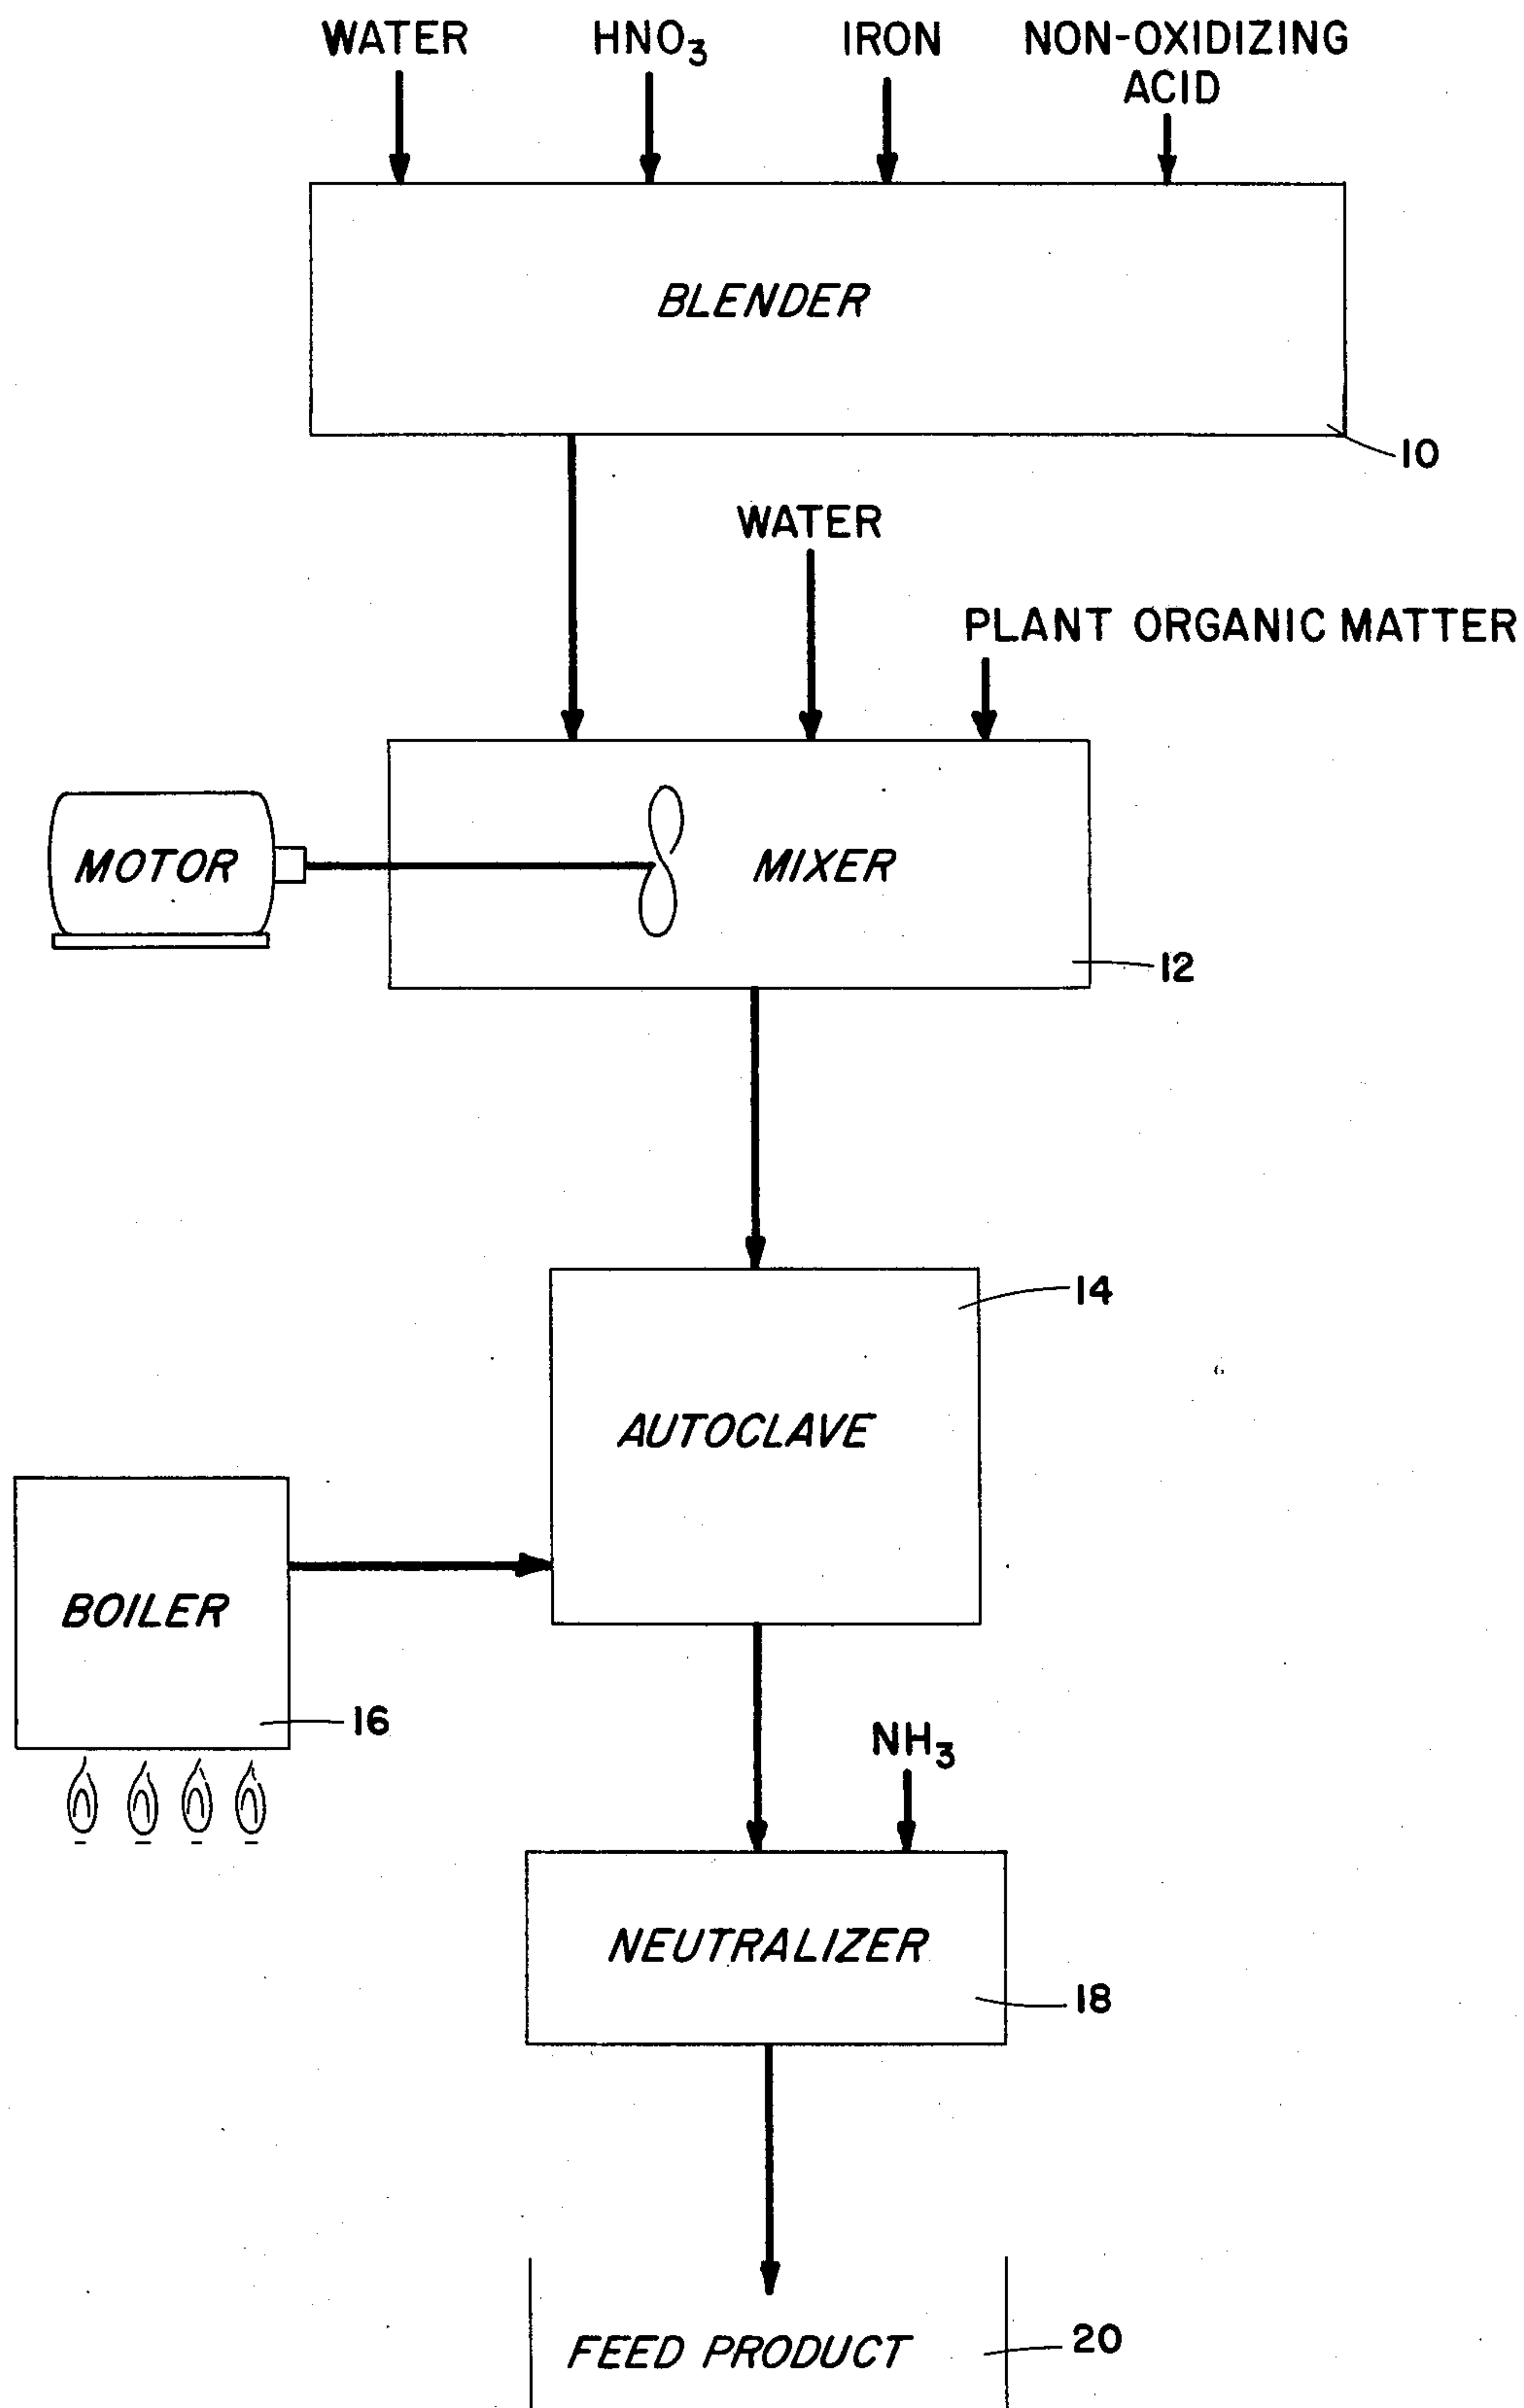 WATER HNO₃ IRON NON-OXIDIZING
ACID
BLENDER
10
WATER
PLANT ORGANIC MATTER
MOTOR MIXER
12
14
AUTOCLAVE
BOILER
16
NH₃
NEUTRALIZER
18
FEED PRODUCT 20